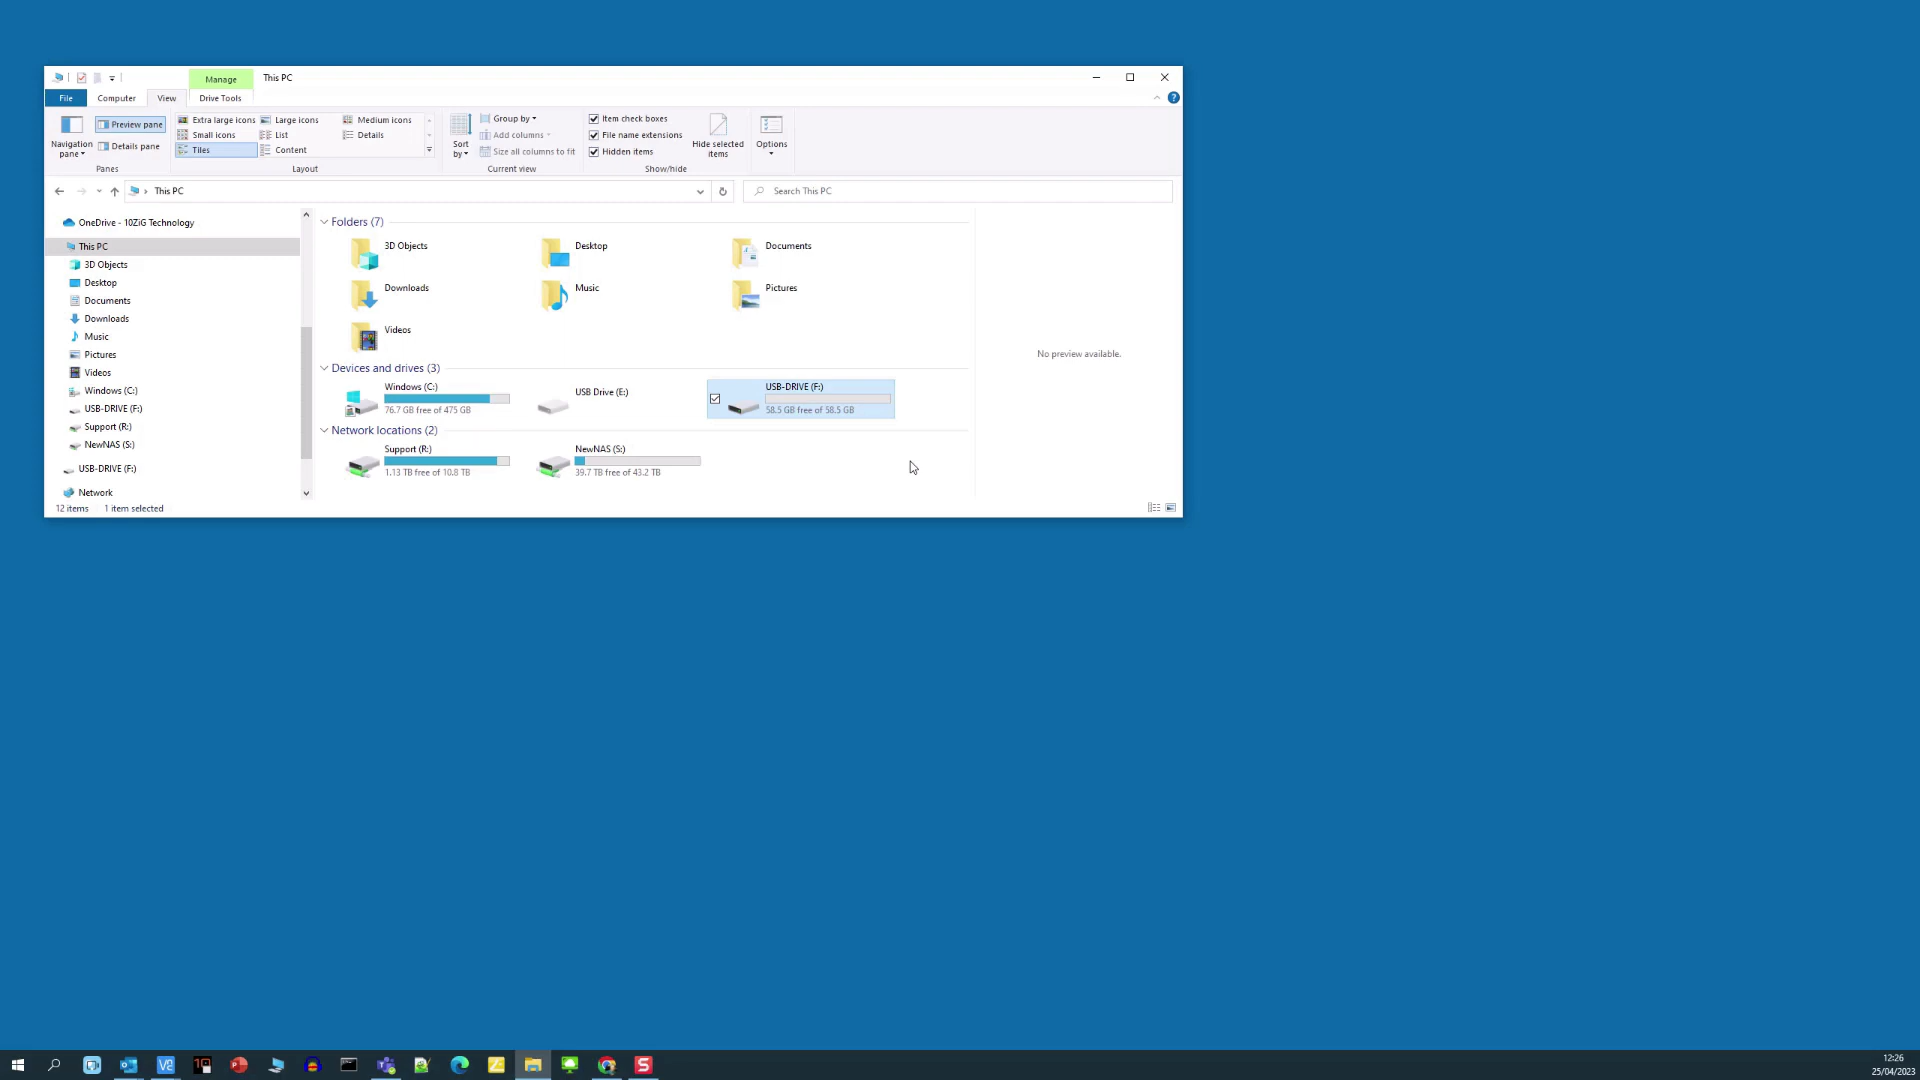 Manage This PC
File Computer View Drive Tools
Navigation pane
Preview pane
Details pane
Panes
Extra large icons Large icons Medium icons
Small icons List Details
Tiles Content
Layout
Sort by
Group by
Add columns
Size all columns to fit
Current view
Item check boxes
File name extensions
Hidden items
Hide selected items
Show/hide
Options
This PC
Search This PC
OneDrive - 10ZiG Technology
This PC
3D Objects
Desktop
Documents
Downloads
Music
Pictures
Videos
Windows (C:)
USB-DRIVE (F:)
Support (R:)
NewNAS (S:)
USB-DRIVE (F:)
Network
Folders (7)
3D Objects Desktop Documents
Downloads Music Pictures
Videos
Devices and drives (3)
Windows (C:)
76.7 GB free of 475 GB
USB Drive (E:)
USB-DRIVE (F:)
58.5 GB free of 58.5 GB
Network locations (2)
Support (R:)
1.13 TB free of 10.8 TB
NewNAS (S:)
39.7 TB free of 43.2 TB
No preview available.
12 items 1 item selected
12:26
25/04/2023